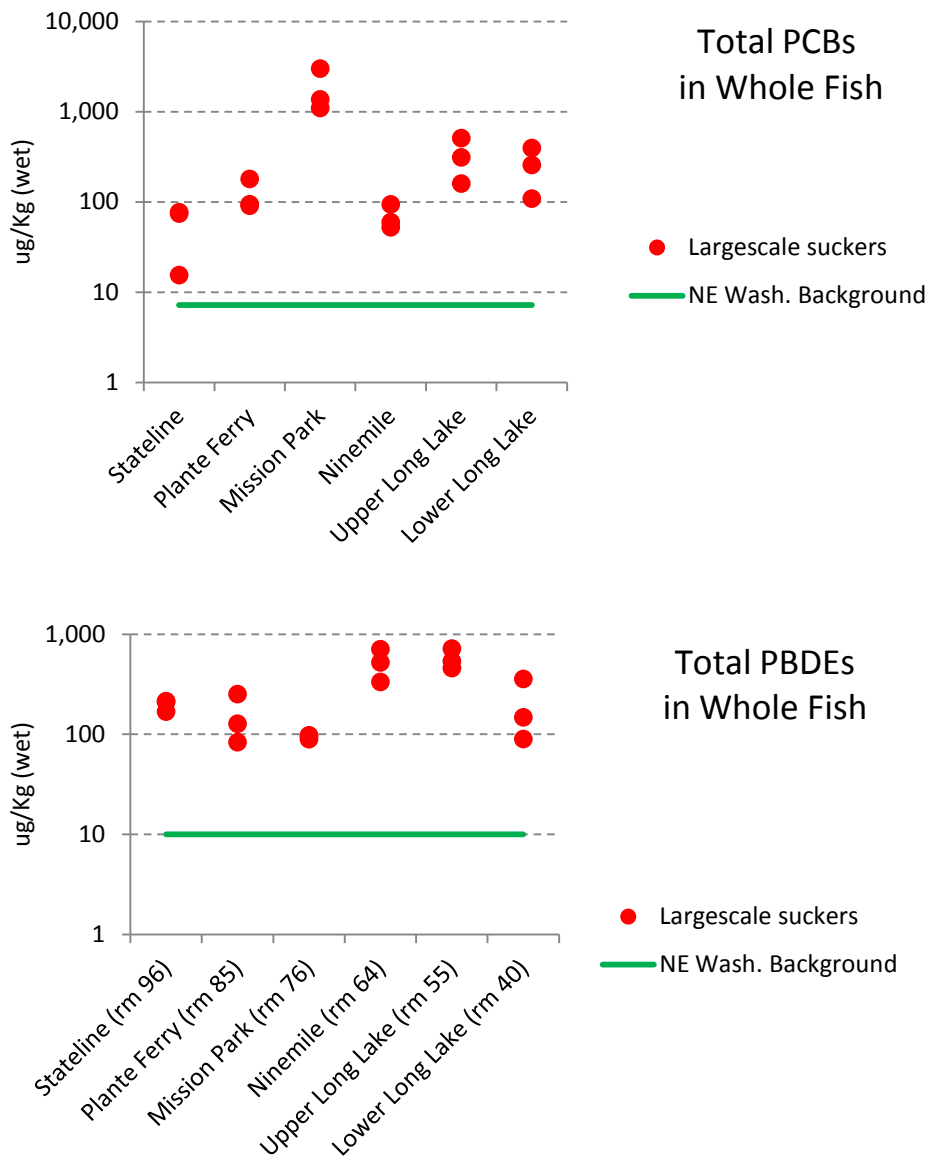 Total PCBs
in Whole Fish
ug/Kg (wet)
10,000
1,000
100
10
1
Stateline
Plante Ferry
Mission Park
Ninemile
Upper Long Lake
Lower Long Lake
Largescale suckers
NE Wash. Background
Total PBDEs
in Whole Fish
ug/Kg (wet)
1,000
100
10
1
Stateline (rm 96)
Plante Ferry (rm 85)
Mission Park (rm 76)
Ninemile (rm 64)
Upper Long Lake (rm 55)
Lower Long Lake (rm 40)
Largescale suckers
NE Wash. Background